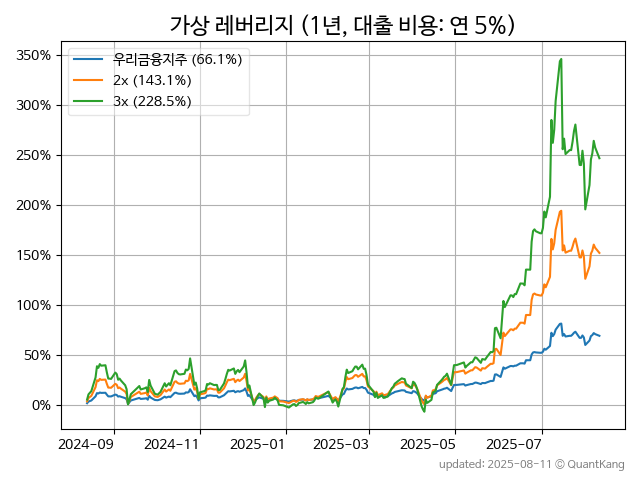 가상 레버리지 (1년, 대출 비용: 연 5%)
350%
300%
250%
200%
150%
100%
50%
0%
우리금융지주 (66.1%)
2x (143.1%)
3x (228.5%)
2024-09 2024-11 2025-01 2025-03 2025-05 2025-07
updated: 2025-08-11 © QuantKang